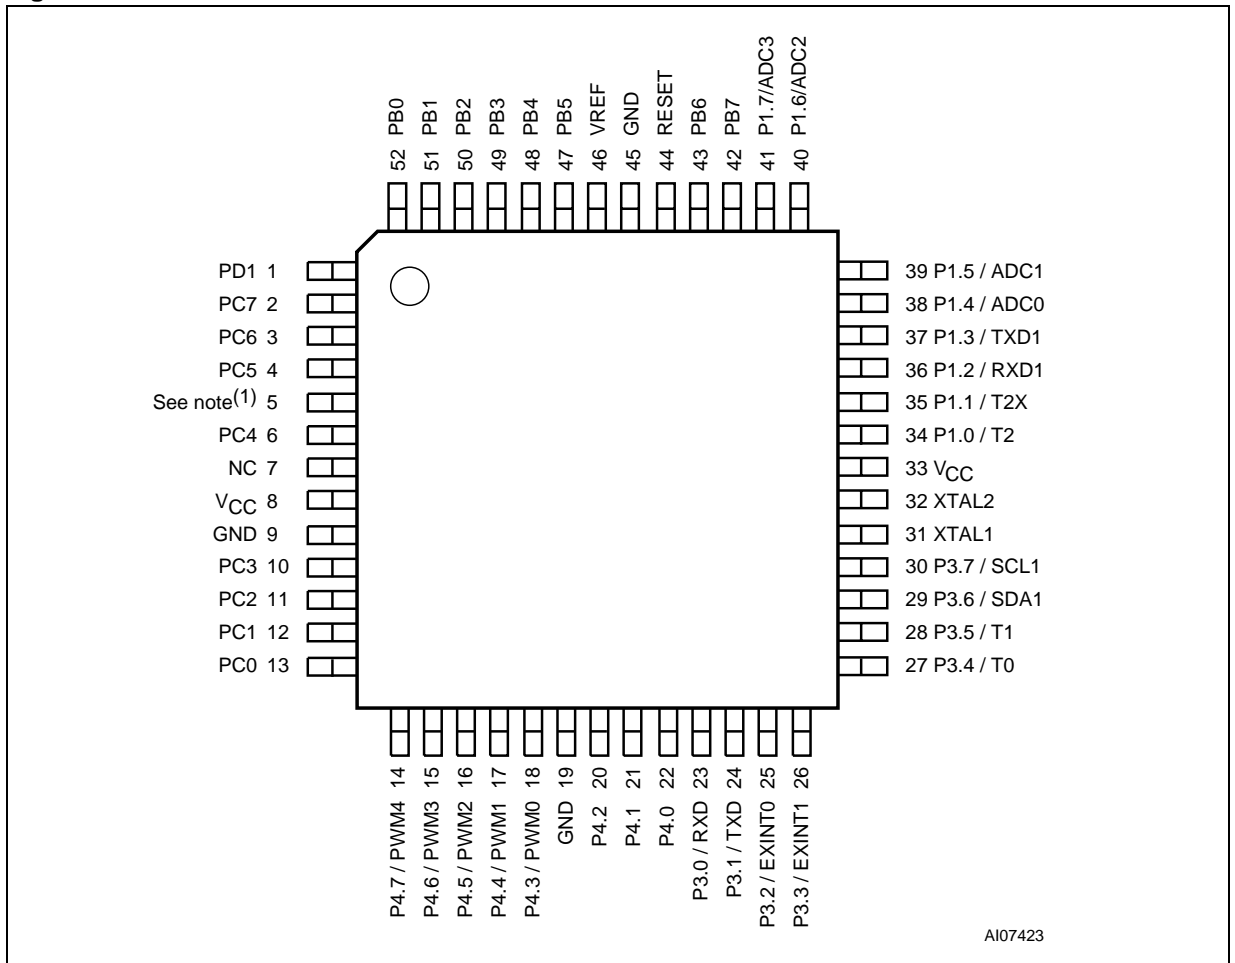 52 PB0
51 PB1
50 PB2
49 PB3
48 PB4
47 PB5
46 VREF
45 GND
44 RESET
43 PB6
42 PB7
41 P1.7/ADC3
40 P1.6/ADC2
PD1 1
PC7 2
PC6 3
PC5 4
See note(1) 5
PC4 6
NC 7
VCC 8
GND 9
PC3 10
PC2 11
PC1 12
PC0 13
39 P1.5 / ADC1
38 P1.4 / ADC0
37 P1.3 / TXD1
36 P1.2 / RXD1
35 P1.1 / T2X
34 P1.0 / T2
33 VCC
32 XTAL2
31 XTAL1
30 P3.7 / SCL1
29 P3.6 / SDA1
28 P3.5 / T1
27 P3.4 / T0
P4.7 / PWM4 14
P4.6 / PWM3 15
P4.5 / PWM2 16
P4.4 / PWM1 17
P4.3 / PWM0 18
GND 19
P4.2 20
P4.1 21
P4.0 22
P3.0 / RXD 23
P3.1 / TXD 24
P3.2 / EXINT0 25
P3.3 / EXINT1 26
AI07423